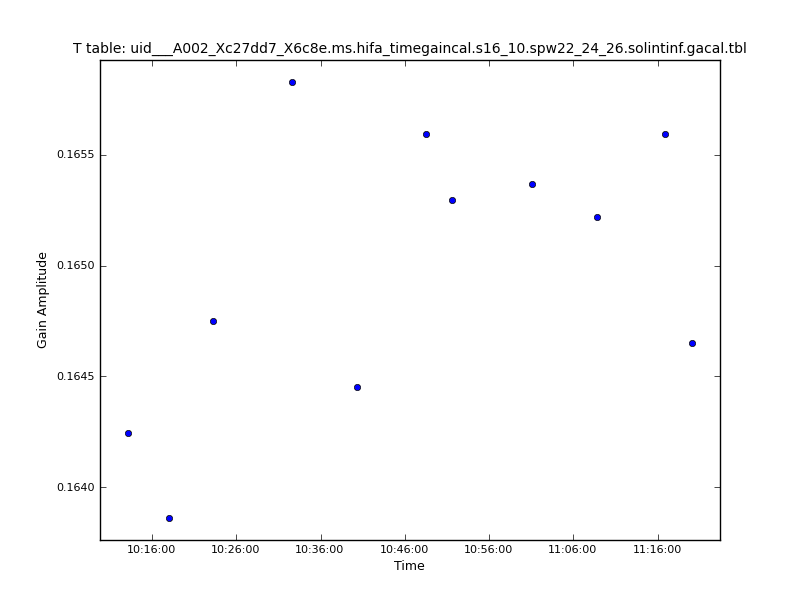 T table: uid___A002_Xc27dd7_X6c8e.ms.hifa_timegaincal.s16_10.spw22_24_26.solintinf.gacal.tbl
0.1655
0.1650
0.1645
0.1640
Gain Amplitude
10:16:00 10:26:00 10:36:00 10:46:00 10:56:00 11:06:00 11:16:00
Time